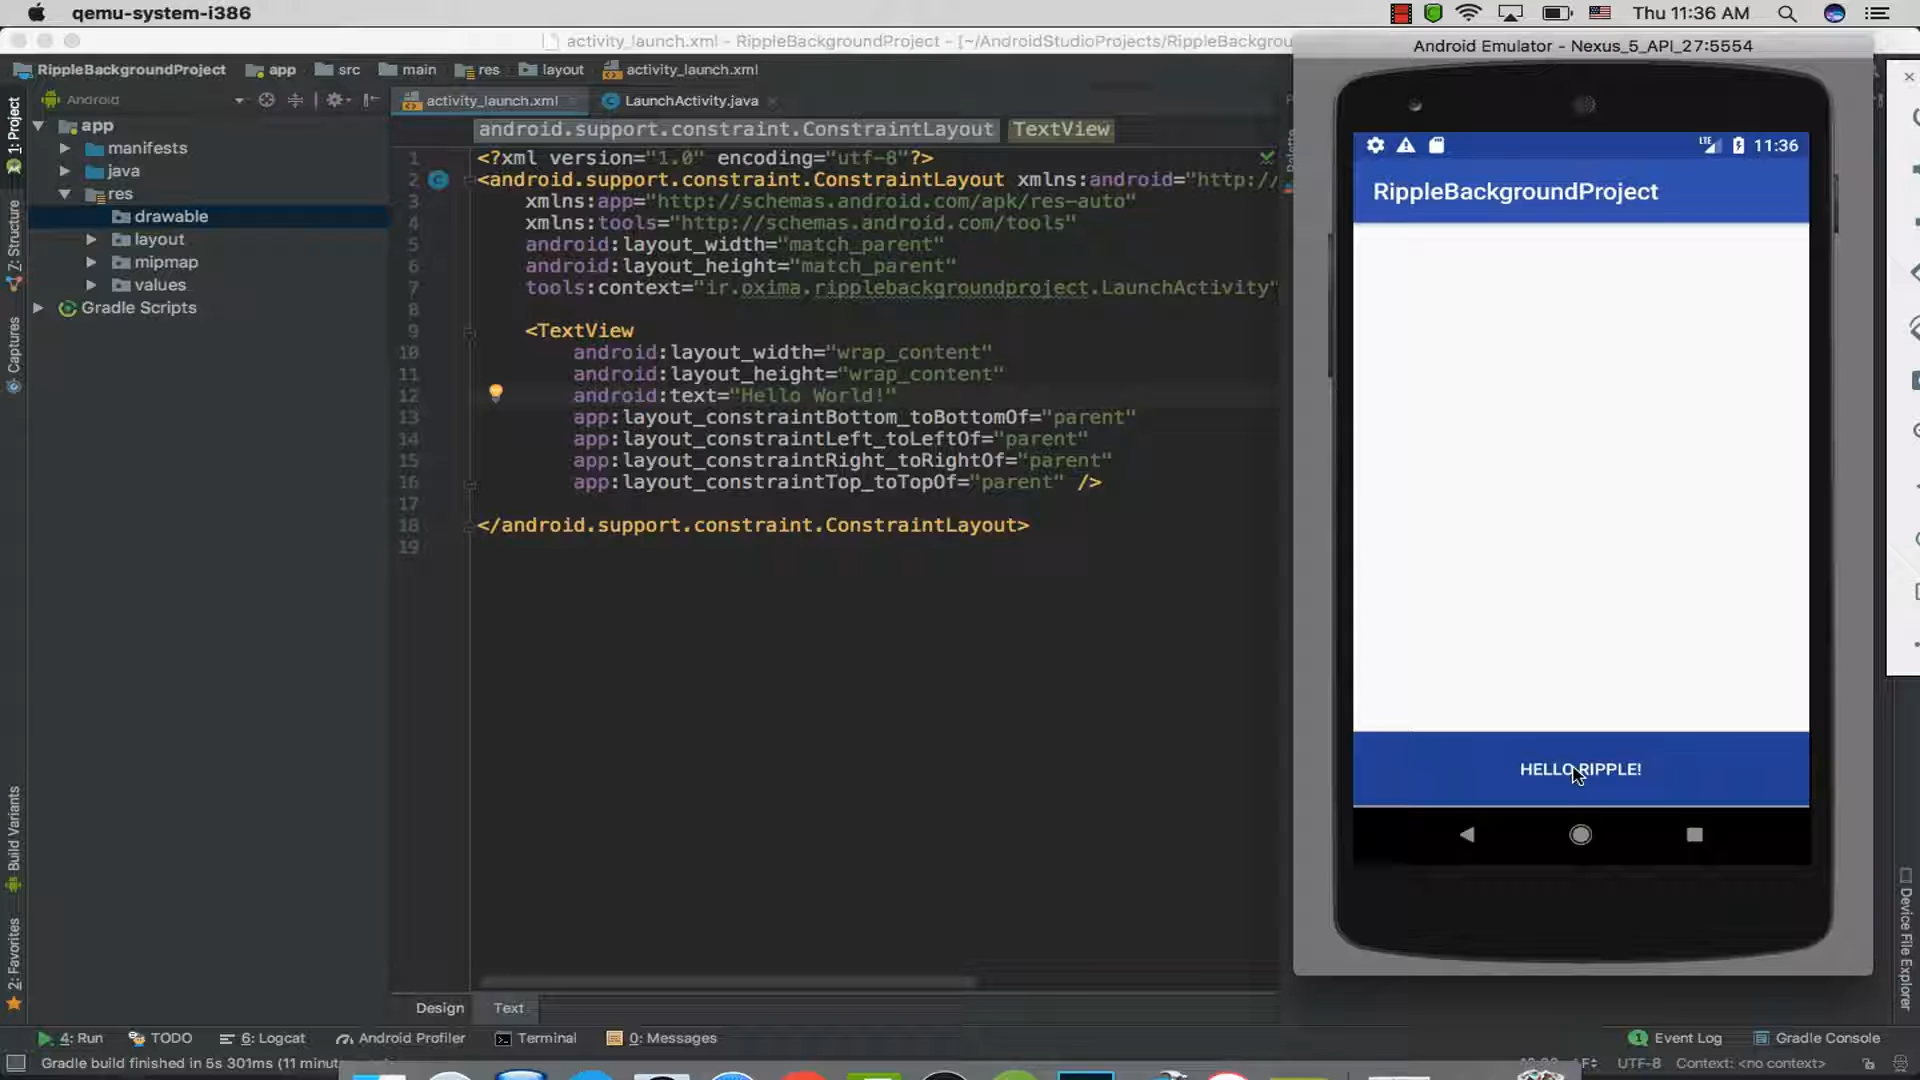 qemu-system-i386
Thu 11:36 AM
activity_launch.xml - RippleBackgroundProject - [~/AndroidStudioProjects/RippleBackgrou
RippleBackgroundProject app src main res layout activity_launch.xml
Android
activity_launch.xml LaunchActivity.java
android.support.constraint.ConstraintLayout TextView
1: Project
Z: Structure
Captures
Build Variants
2: Favorites
app
manifests
java
res
drawable
layout
mipmap
values
Gradle Scripts
1 <?xml version="1.0" encoding="utf-8"?>
2 <android.support.constraint.ConstraintLayout xmlns:android="http://
3 xmlns:app="http://schemas.android.com/apk/res-auto"
4 xmlns:tools="http://schemas.android.com/tools"
5 android:layout_width="match_parent"
6 android:layout_height="match_parent"
7 tools:context="ir.oxima.ripplebackgroundproject.LaunchActivity"
8
9 <TextView
10 android:layout_width="wrap_content"
11 android:layout_height="wrap_content"
12 android:text="Hello World!"
13 app:layout_constraintBottom_toBottomOf="parent"
14 app:layout_constraintLeft_toLeftOf="parent"
15 app:layout_constraintRight_toRightOf="parent"
16 app:layout_constraintTop_toTopOf="parent" />
17
18 </android.support.constraint.ConstraintLayout>
19
Design Text
Android Emulator - Nexus_5_API_27:5554
LTE 11:36
RippleBackgroundProject
HELLO RIPPLE!
Device File Explorer
4: Run TODO 6: Logcat Android Profiler Terminal 0: Messages
1 Event Log Gradle Console
Gradle build finished in 5s 301ms (11 minut
UTF-8 Context: <no context>